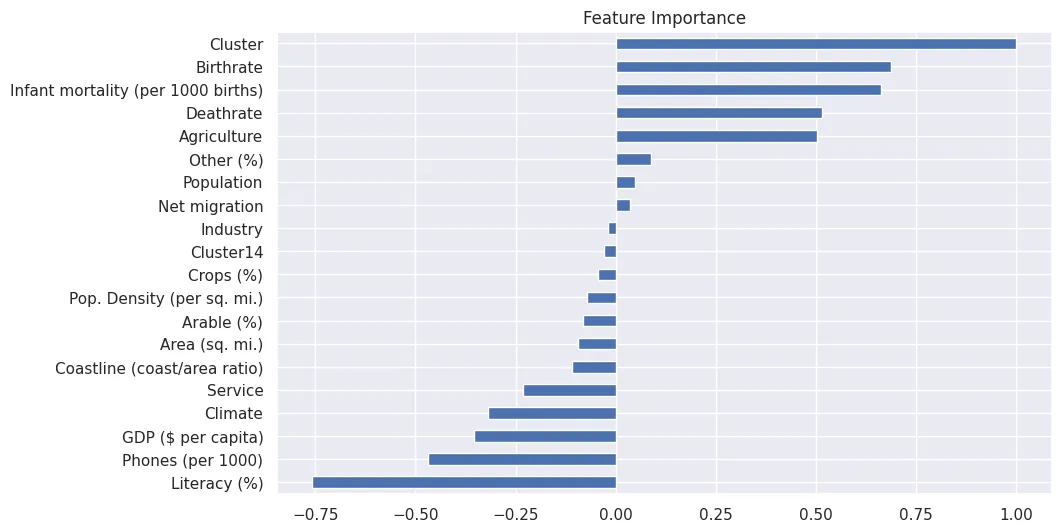 Feature Importance
Cluster
Birthrate
Infant mortality (per 1000 births)
Deathrate
Agriculture
Other (%)
Population
Net migration
Industry
Cluster14
Crops (%)
Pop. Density (per sq. mi.)
Arable (%)
Area (sq. mi.)
Coastline (coast/area ratio)
Service
Climate
GDP ($ per capita)
Phones (per 1000)
Literacy (%)
−0.75 −0.50 −0.25 0.00 0.25 0.50 0.75 1.00